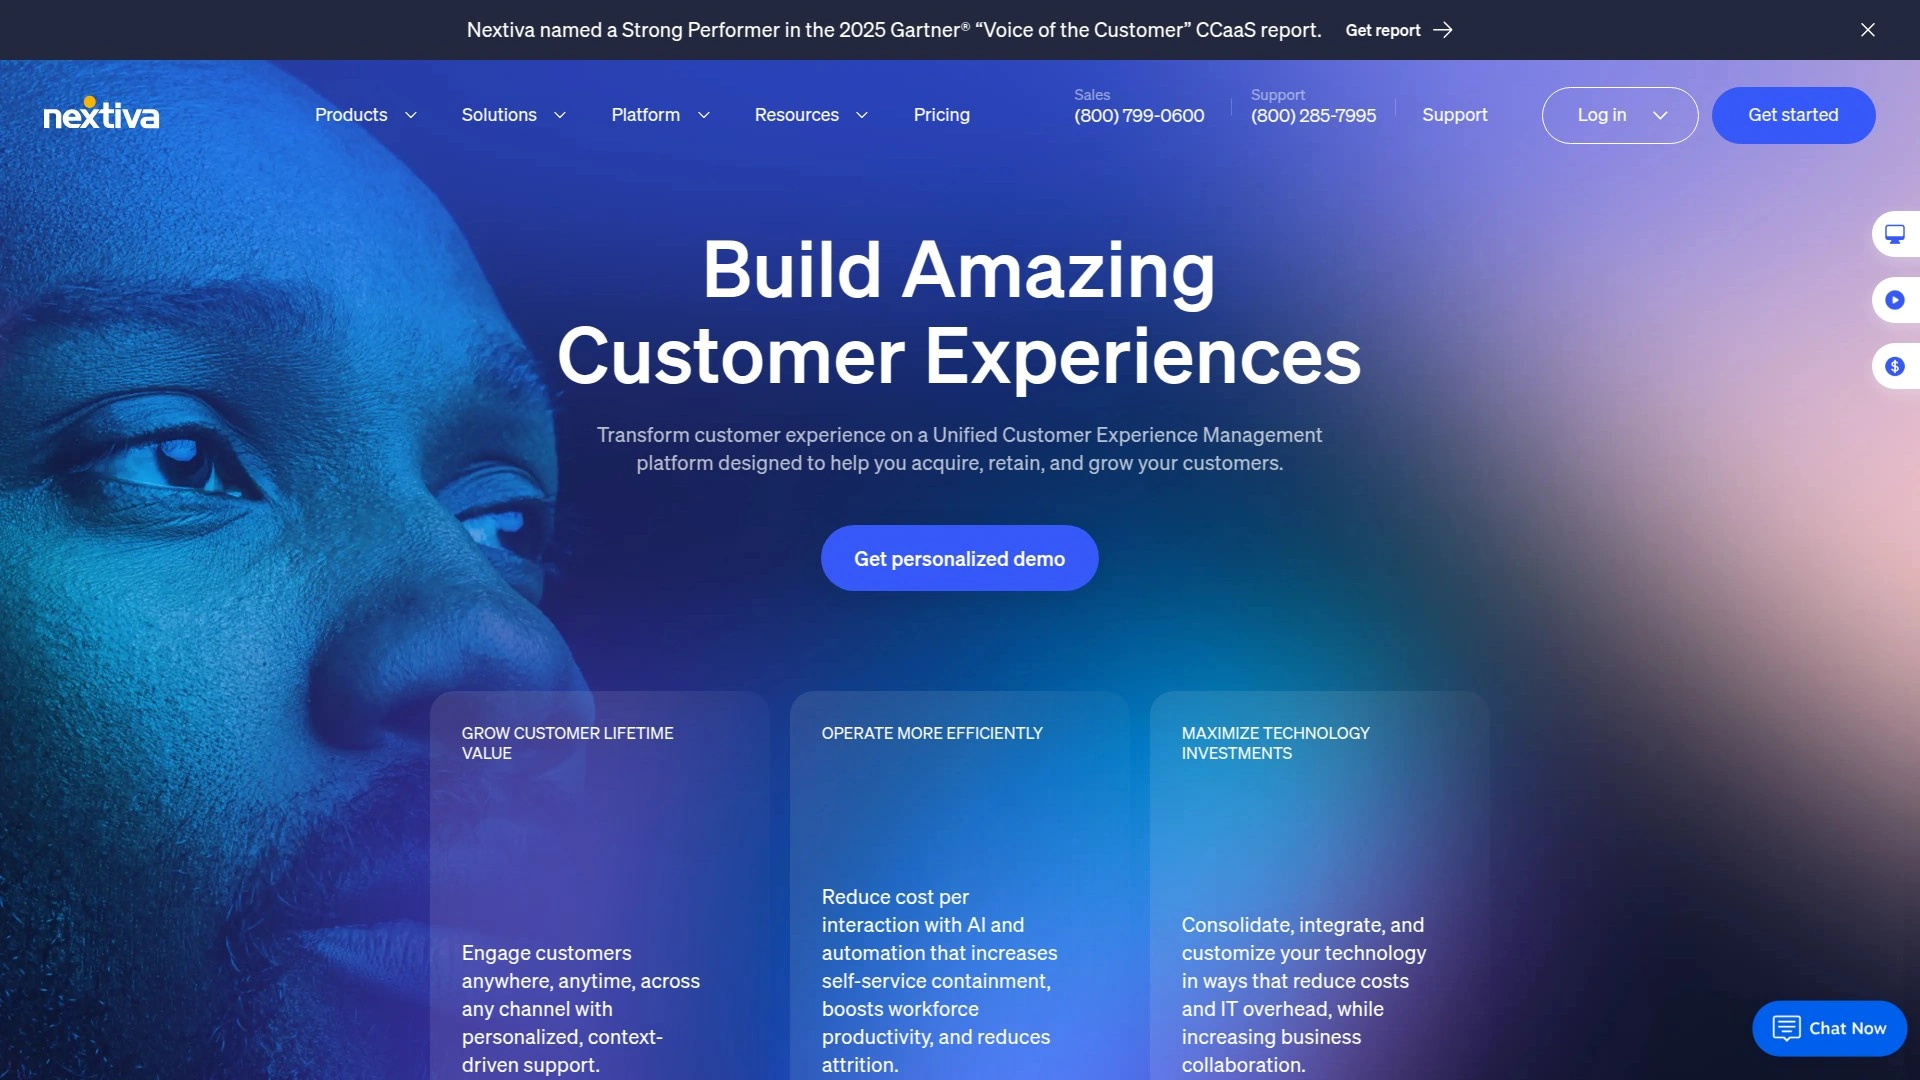 Nextiva named a Strong Performer in the 2025 Gartner® “Voice of the Customer” CCaaS report. Get report
nextiva
Products
Solutions
Platform
Resources
Pricing
Sales
(800) 799-0600
Support
(800) 285-7995
Support
Log in
Get started
Build Amazing
Customer Experiences
Transform customer experience on a Unified Customer Experience Management
platform designed to help you acquire, retain, and grow your customers.
Get personalized demo
GROW CUSTOMER LIFETIME
VALUE
Engage customers
anywhere, anytime, across
any channel with
personalized, context-
driven support.
OPERATE MORE EFFICIENTLY
Reduce cost per
interaction with AI and
automation that increases
self-service containment,
boosts workforce
productivity, and reduces
attrition.
MAXIMIZE TECHNOLOGY
INVESTMENTS
Consolidate, integrate, and
customize your technology
in ways that reduce costs
and IT overhead, while
increasing business
collaboration.
$
Chat Now